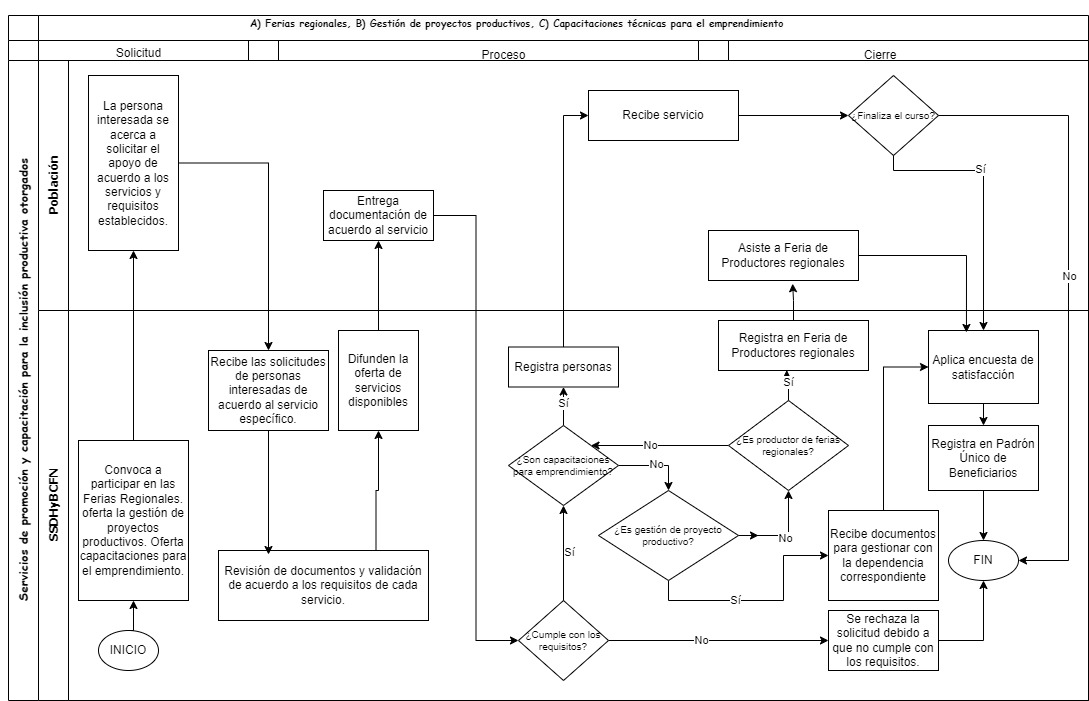 A) Ferias regionales, B) Gestión de proyectos productivos, C) Capacitaciones técnicas para el emprendimiento
Solicitud
Proceso
Cierre
Servicios de promoción y capacitación para la inclusión productiva otorgados
Población
SSDHyBCFN
La persona
interesada se
acerca a
solicitar el
apoyo de
acuerdo a los
servicios y
requisitos
establecidos.
Entrega
documentación de
acuerdo al servicio
Recibe servicio
¿Finaliza el curso?
Sí
No
Asiste a Feria de
Productores regionales
Recibe las solicitudes
de personas
interesadas de
acuerdo al servicio
específico.
Difunden la
oferta de
servicios
disponibles
Registra personas
Sí
Registra en Feria de
Productores regionales
Sí
Aplica encuesta de
satisfacción
Convoca a
participar en las
Ferias Regionales.
oferta la gestión de
proyectos
productivos. Oferta
capacitaciones para
el emprendimiento.
¿Son capacitaciones
para emprendimiento?
No
No
¿Es productor de ferias
regionales?
Registra en Padrón
Único de
Beneficiarios
¿Es gestión de proyecto
productivo?
No
Sí
Sí
Recibe documentos
para gestionar con
la dependencia
correspondiente
FIN
Revisión de documentos y validación
de acuerdo a los requisitos de cada
servicio.
INICIO
¿Cumple con los
requisitos?
No
Se rechaza la
solicitud debido a
que no cumple con
los requisitos.